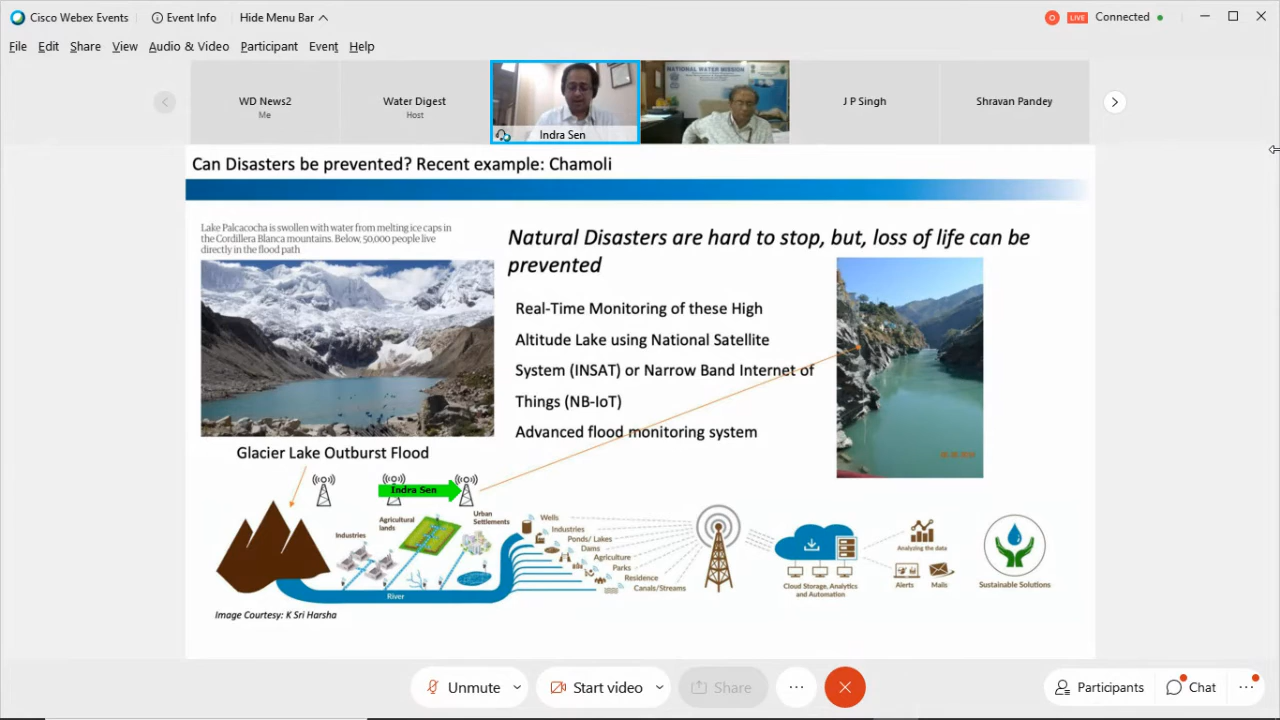 Cisco Webex Events
Event Info
Hide Menu Bar
LIVE
Connected
File Edit Share View Audio & Video Participant Event Help
WD News2
Me
Water Digest
Host
Indra Sen
NATIONAL WATER MISSION
J P Singh
Shravan Pandey
Can Disasters be prevented? Recent example: Chamoli
Lake Palcacocha is swollen with water from melting ice caps in
the Cordillera Blanca mountains. Below, 50,000 people live
directly in the flood path
Natural Disasters are hard to stop, but, loss of life can be
prevented
Real-Time Monitoring of these High
Altitude Lake using National Satellite
System (INSAT) or Narrow Band Internet of
Things (NB-IoT)
Advanced flood monitoring system
Glacier Lake Outburst Flood
Indra Sen
Industries
Agricultural
lands
Urban
Settlements
River
Wells
Industries
Ponds/ Lakes
Dams
Agriculture
Parks
Residence
Canals/Streams
Cloud Storage, Analytics
and Automation
Analyzing the data
Alerts
Mails
Sustainable Solutions
Image Courtesy: K Sri Harsha
Unmute
Start video
Share
Participants
Chat